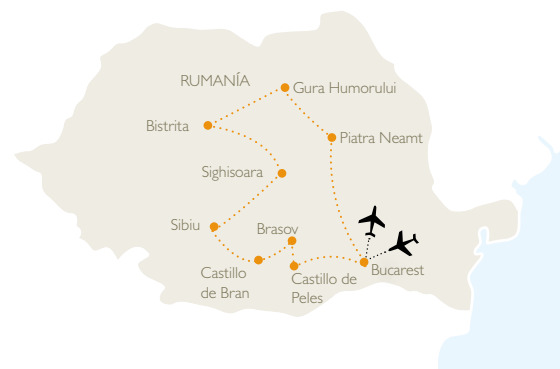 RUMANÍA
Gura Humorului
Bistrita
Piatra Neamt
Sighisoara
Sibiu
Brasov
Castillo
de Bran
Castillo de
Peles
Bucarest